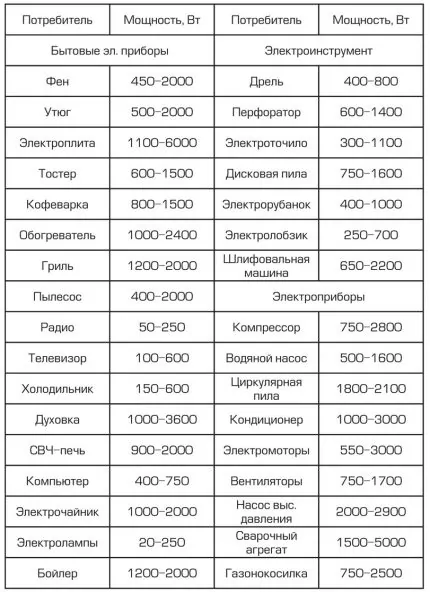 Потребитель Мощность, Вт Потребитель Мощность, Вт
Бытовые эл. приборы Электроинструмент
Фен 450-2000 Дрель 400-800
Утюг 500-2000 Перфоратор 600-1400
Электроплита 1100-6000 Электроточило 300-1100
Тостер 600-1500 Дисковая пила 750-1600
Кофеварка 800-1500 Электрорубанок 400-1000
Обогреватель 1000-2400 Электролобзик 250-700
Гриль 1200-2000 Шлифовальная машина 650-2200
Пылесос 400-2000 Электроприборы
Радио 50-250 Компрессор 750-2800
Телевизор 100-600 Водяной насос 500-1600
Холодильник 150-600 Циркулярная пила 1800-2100
Духовка 1000-3600 Кондиционер 1000-3000
СВЧ-печь 900-2000 Электромоторы 550-3000
Компьютер 400-750 Вентиляторы 750-1700
Электрочайник 1000-2000 Насос выс. давления 2000-2900
Электролампы 20-250 Сварочный агрегат 1500-5000
Бойлер 1200-2000 Газонокосилка 750-2500